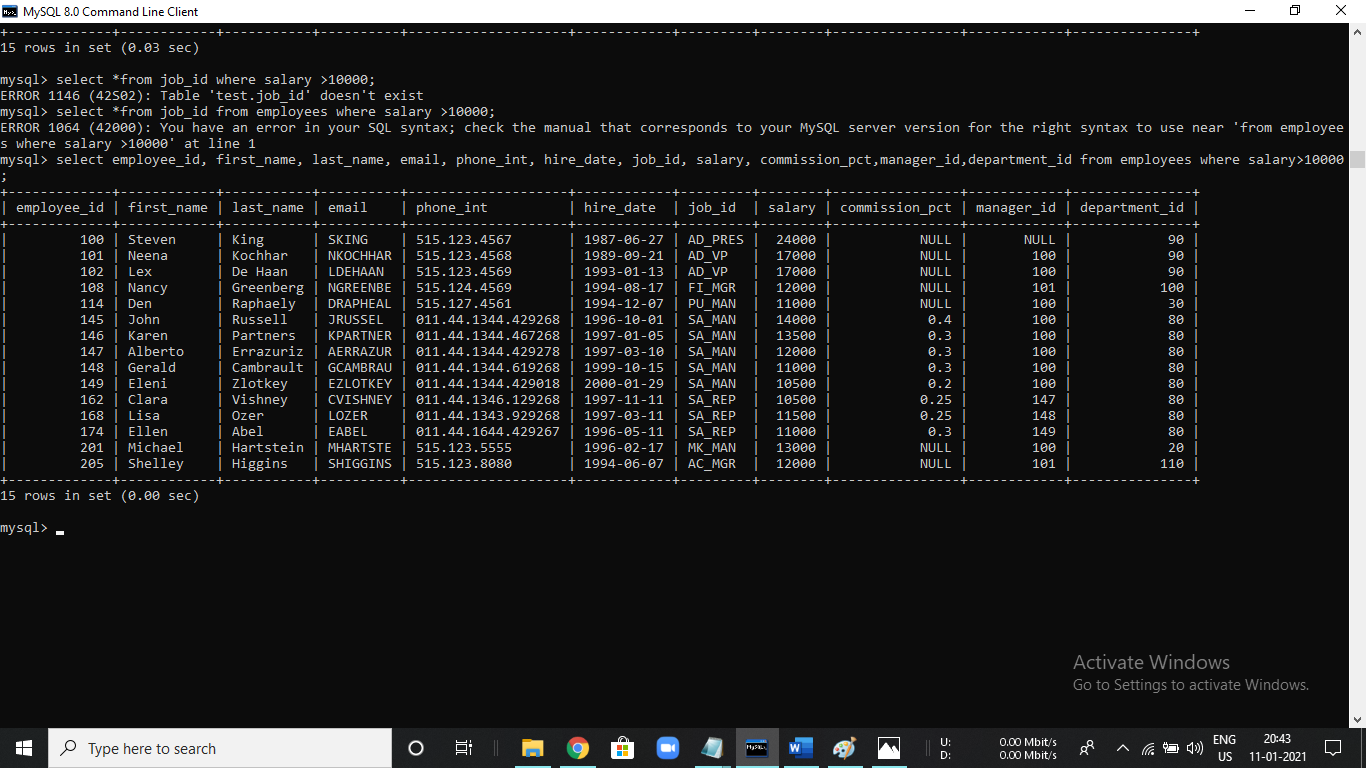 MySQL 8.0 Command Line Client
+-------------+------------+-----------+----------+--------------------+------------+---------+--------+----------------+------------+---------------+
15 rows in set (0.03 sec)
mysql> select *from job_id where salary >10000;
ERROR 1146 (42S02): Table 'test.job_id' doesn't exist
mysql> select *from job_id from employees where salary >10000;
ERROR 1064 (42000): You have an error in your SQL syntax; check the manual that corresponds to your MySQL server version for the right syntax to use near 'from employee
s where salary >10000' at line 1
mysql> select employee_id, first_name, last_name, email, phone_int, hire_date, job_id, salary, commission_pct,manager_id,department_id from employees where salary>10000
;
+-------------+------------+-----------+----------+--------------------+------------+---------+--------+----------------+------------+---------------+
| employee_id | first_name | last_name | email    | phone_int          | hire_date  | job_id  | salary | commission_pct | manager_id | department_id |
+-------------+------------+-----------+----------+--------------------+------------+---------+--------+----------------+------------+---------------+
|         100 | Steven     | King      | SKING    | 515.123.4567       | 1987-06-27 | AD_PRES |  24000 |           NULL |       NULL |            90 |
|         101 | Neena      | Kochhar   | NKOCHHAR | 515.123.4568       | 1989-09-21 | AD_VP   |  17000 |           NULL |        100 |            90 |
|         102 | Lex        | De Haan   | LDEHAAN  | 515.123.4569       | 1993-01-13 | AD_VP   |  17000 |           NULL |        100 |            90 |
|         108 | Nancy      | Greenberg | NGREENBE | 515.124.4569       | 1994-08-17 | FI_MGR  |  12000 |           NULL |        101 |           100 |
|         114 | Den        | Raphaely  | DRAPHEAL | 515.127.4561       | 1994-12-07 | PU_MAN  |  11000 |           NULL |        100 |            30 |
|         145 | John       | Russell   | JRUSSEL  | 011.44.1344.429268 | 1996-10-01 | SA_MAN  |  14000 |            0.4 |        100 |            80 |
|         146 | Karen      | Partners  | KPARTNER | 011.44.1344.467268 | 1997-01-05 | SA_MAN  |  13500 |            0.3 |        100 |            80 |
|         147 | Alberto    | Errazuriz | AERRAZUR | 011.44.1344.429278 | 1997-03-10 | SA_MAN  |  12000 |            0.3 |        100 |            80 |
|         148 | Gerald     | Cambrault | GCAMBRAU | 011.44.1344.619268 | 1999-10-15 | SA_MAN  |  11000 |            0.3 |        100 |            80 |
|         149 | Eleni      | Zlotkey   | EZLOTKEY | 011.44.1344.429018 | 2000-01-29 | SA_MAN  |  10500 |            0.2 |        100 |            80 |
|         162 | Clara      | Vishney   | CVISHNEY | 011.44.1346.129268 | 1997-11-11 | SA_REP  |  10500 |           0.25 |        147 |            80 |
|         168 | Lisa       | Ozer      | LOZER    | 011.44.1343.929268 | 1997-03-11 | SA_REP  |  11500 |           0.25 |        148 |            80 |
|         174 | Ellen      | Abel      | EABEL    | 011.44.1644.429267 | 1996-05-11 | SA_REP  |  11000 |            0.3 |        149 |            80 |
|         201 | Michael    | Hartstein | MHARTSTE | 515.123.5555       | 1996-02-17 | MK_MAN  |  13000 |           NULL |        100 |            20 |
|         205 | Shelley    | Higgins   | SHIGGINS | 515.123.8080       | 1994-06-07 | AC_MGR  |  12000 |           NULL |        101 |           110 |
+-------------+------------+-----------+----------+--------------------+------------+---------+--------+----------------+------------+---------------+
15 rows in set (0.00 sec)
mysql> _
Activate Windows
Go to Settings to activate Windows.
Type here to search
U: 0.00 Mbit/s
D: 0.00 Mbit/s
ENG
US
20:43
11-01-2021